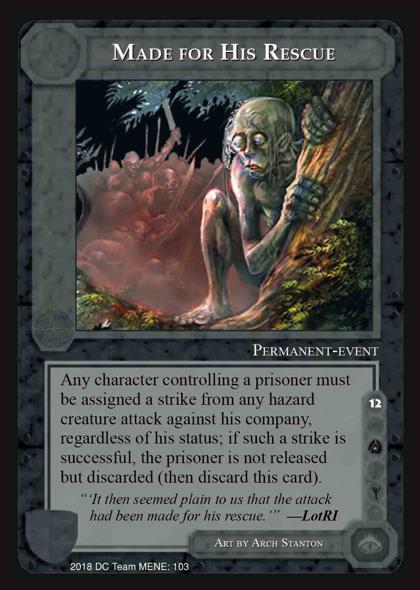 MADE FOR HIS RESCUE
PERMANENT-EVENT
Any character controlling a prisoner must
be assigned a strike from any hazard
creature attack against his company,
regardless of his status; if such a strike is
successful, the prisoner is not released
but discarded (then discard this card).
12
“‘It then seemed plain to us that the attack
had been made for his rescue.’” —LotRI
ART BY ARCH STANTON
2018 DC Team MENE: 103